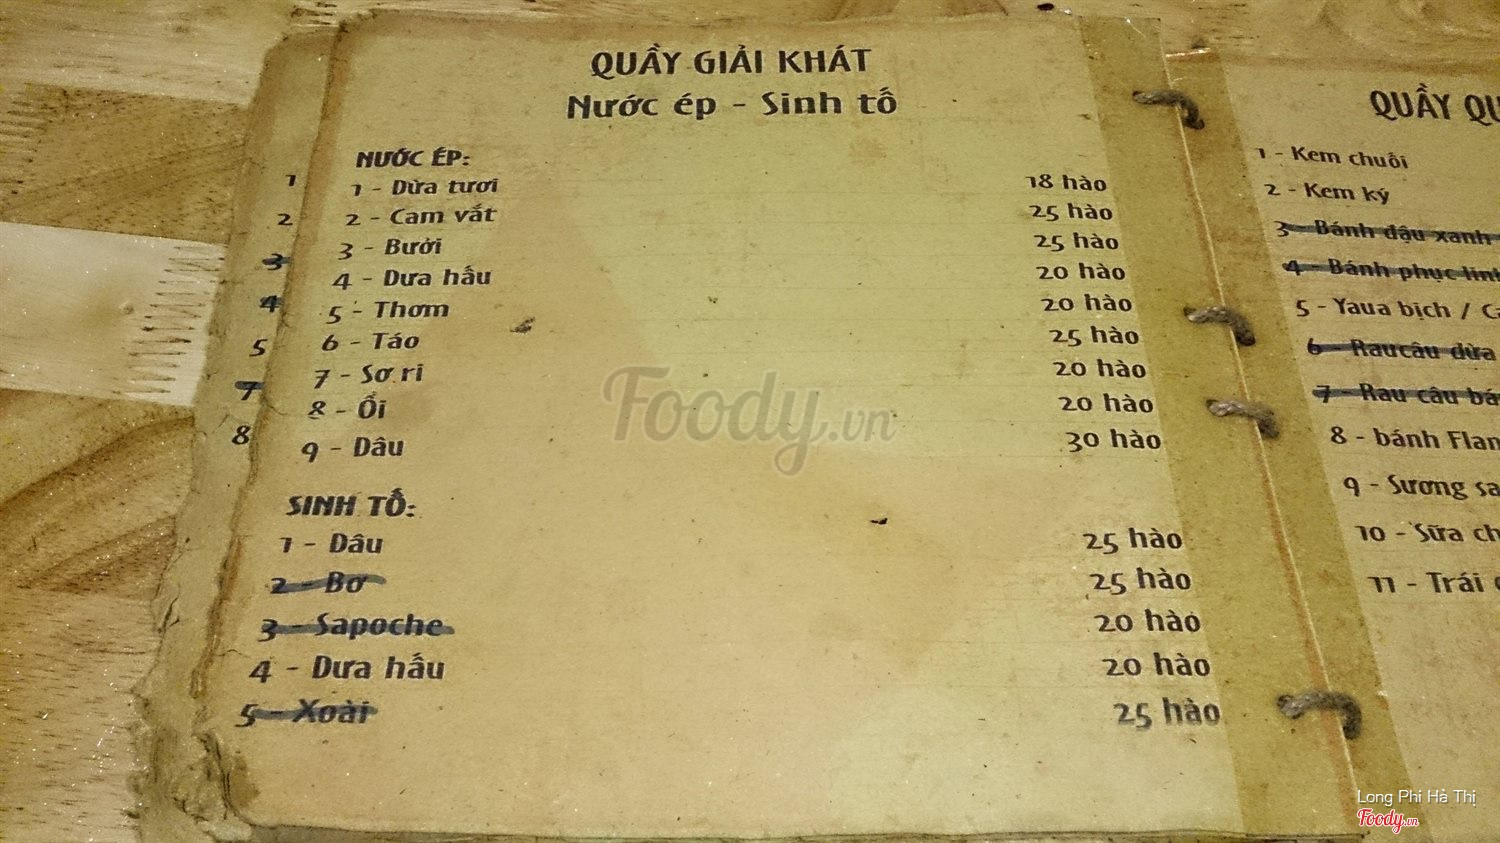 QUẦY GIẢI KHÁT
Nước ép - Sinh tố
NƯỚC ÉP:
1 - Dừa tươi 18 hào
2 - Cam vắt 25 hào
3 - Bưởi 25 hào
4 - Dưa hấu 20 hào
5 - Thơm 20 hào
6 - Táo 25 hào
7 - Sơ ri 20 hào
8 - Ổi 20 hào
9 - Dâu 30 hào
SINH TỐ:
1 - Dâu 25 hào
2 - Bơ 25 hào
3 - Sapoche 20 hào
4 - Dưa hấu 20 hào
5 - Xoài 25 hào
1
2
3
4
5
7
8
QUẦY
1 - Kem chuối
2 - Kem ký
3 - Bánh đậu xanh
4 - Bánh phục linh
5 - Yaua bịch /
6 - Raucâu dừa
7 - Rau câu
8 - bánh Flan
9 - Sương
10 - Sữa
11 - Trái
Foody.vn
Long Phi Hả Thị
Foody.vn